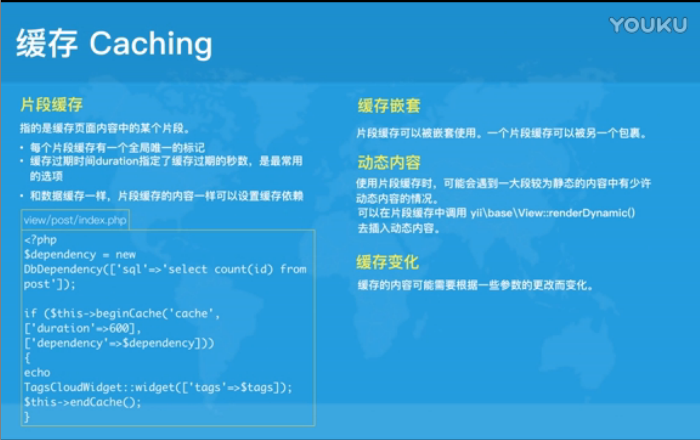 YOUKU
缓存 Caching
片段缓存
指的是缓存页面内容中的某个片段。
• 每个片段缓存有一个全局唯一的标记
• 缓存过期时间duration指定了缓存过期的秒数，是最常用
的选项
• 和数据缓存一样，片段缓存的内容一样可以设置缓存依赖
view/post/index.php
<?php
$dependency = new
DbDependency(['sql'=>'select count(id) from
post']);
if ($this->beginCache('cache',
['duration'=>600],
['dependency'=>$dependency]))
{
echo
TagsCloudWidget::widget(['tags'=>$tags]);
$this->endCache();
}
缓存嵌套
片段缓存可以被嵌套使用。一个片段缓存可以被另一个包裹。
动态内容
使用片段缓存时，可能会遇到一大段较为静态的内容中有少许
动态内容的情况。
可以在片段缓存中调用 yii\base\View::renderDynamic()
去插入动态内容。
缓存变化
缓存的内容可能需要根据一些参数的更改而变化。